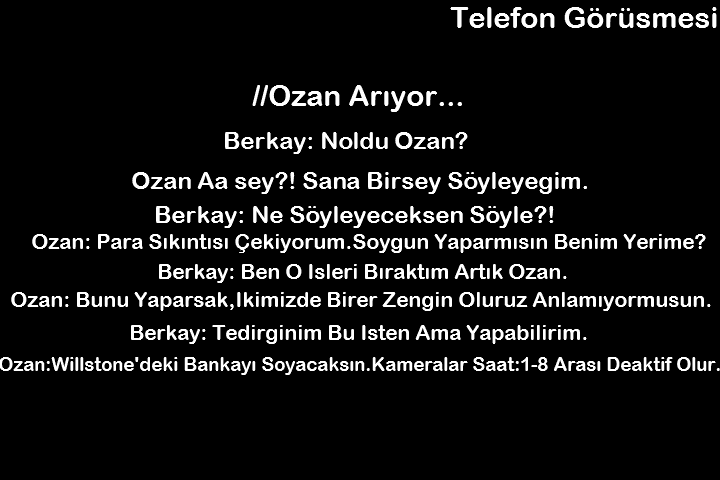 Telefon Görüsmesi
//Ozan Arıyor...
Berkay: Noldu Ozan?
Ozan Aa sey?! Sana Birsey Söyleyegim.
Berkay: Ne Söyleyeceksen Söyle?!
Ozan: Para Sıkıntısı Çekiyorum.Soygun Yaparmısın Benim Yerime?
Berkay: Ben O Isleri Bıraktım Artık Ozan.
Ozan: Bunu Yaparsak,Ikimizde Birer Zengin Oluruz Anlamıyormusun.
Berkay: Tedirginim Bu Isten Ama Yapabilirim.
Ozan:Willstone'deki Bankayı Soyacaksın.Kameralar Saat:1-8 Arası Deaktif Olur.